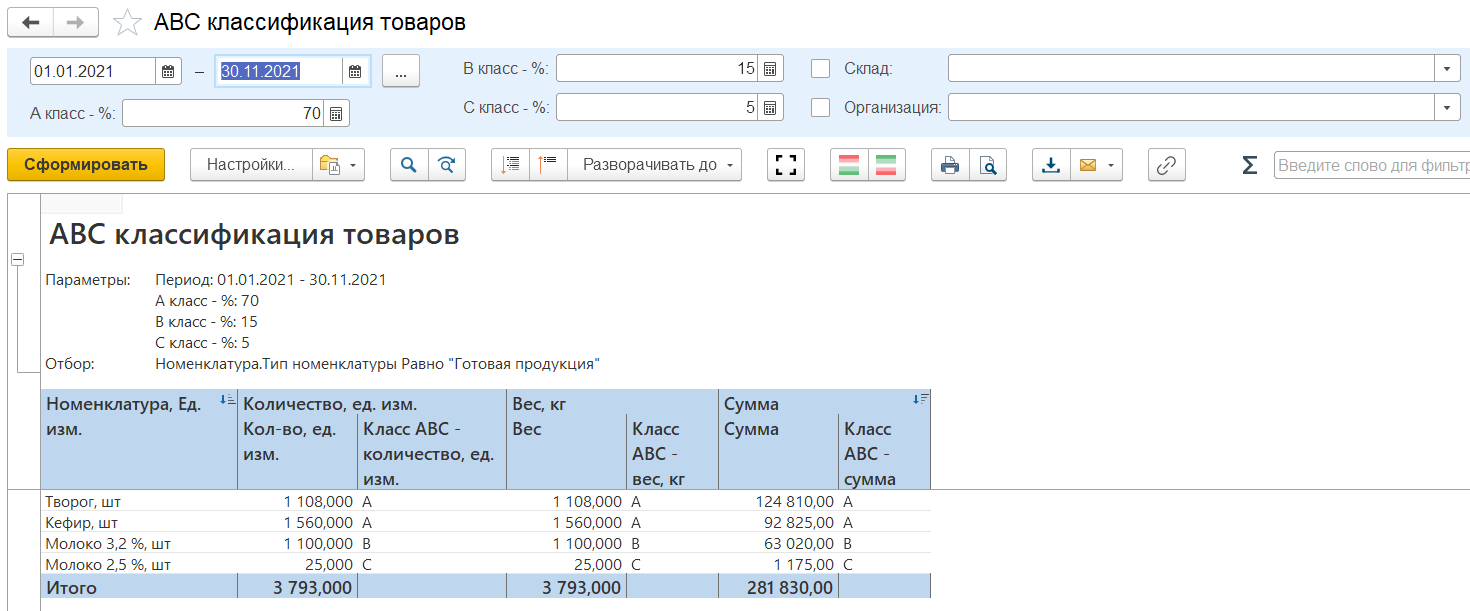 ABC классификация товаров
01.01.2021 – 30.11.2021 ... В класс - %: 15 Склад:
А класс - %: 70 С класс - %: 5 Организация:
Сформировать Настройки... Разворачивать до Σ Введите слово для фильтр
ABC классификация товаров
Параметры: Период: 01.01.2021 - 30.11.2021
А класс - %: 70
В класс - %: 15
С класс - %: 5
Отбор: Номенклатура.Тип номенклатуры Равно "Готовая продукция"
Номенклатура, Ед. Количество, ед. изм. Вес, кг Сумма
изм. Кол-во, ед. Класс ABC - Вес Класс Сумма Класс
изм. количество, ед. ABC - ABC -
изм. вес, кг сумма
Творог, шт 1 108,000 A 1 108,000 A 124 810,00 A
Кефир, шт 1 560,000 A 1 560,000 A 92 825,00 A
Молоко 3,2 %, шт 1 100,000 B 1 100,000 B 63 020,00 B
Молоко 2,5 %, шт 25,000 C 25,000 C 1 175,00 C
Итого 3 793,000 3 793,000 281 830,00